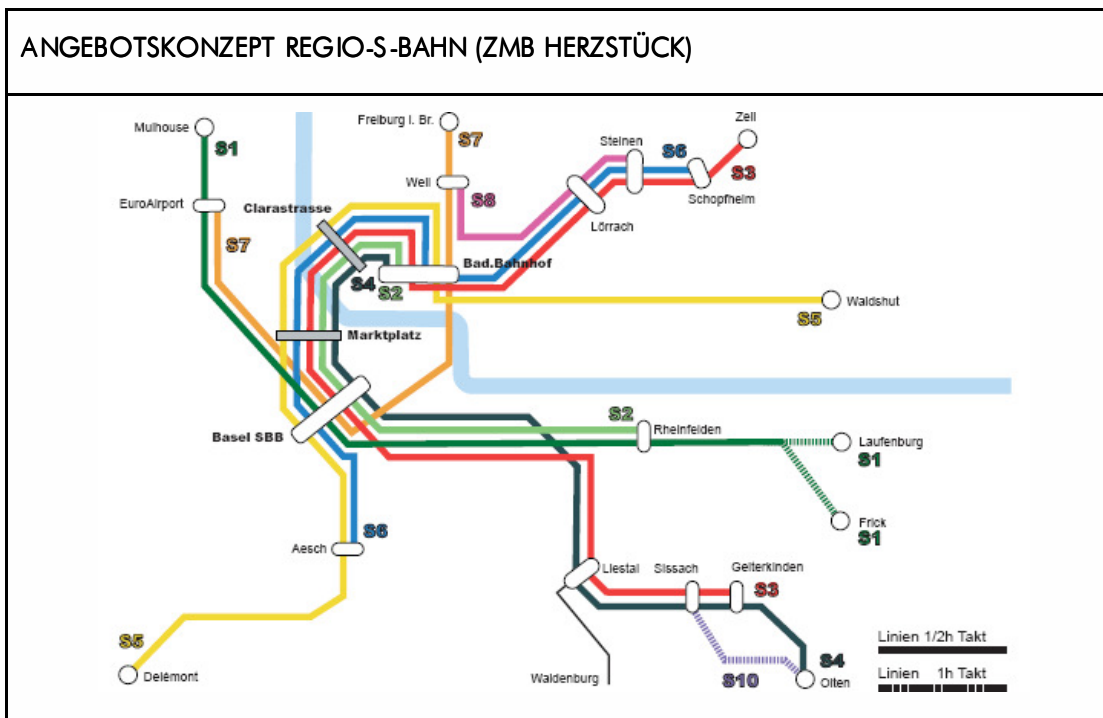 ANGEBOTSKONZEPT REGIO-S-BAHN (ZMB HERZSTÜCK)
Mulhouse
S1
Freiburg i. Br.
S7
Zell
Steinen
S6
S3
Weil
S8
Schopfheim
EuroAirport
Clarastrasse
Lörrach
S7
Bad.Bahnhof
S4
S2
Waldshut
S5
Marktplatz
S2
Rheinfelden
Basel SBB
Laufenburg
S1
Frick
S1
S6
Aesch
Liestal
Sissach
Gelterkinden
S3
S5
Delémont
Waldenburg
S10
S4
Olten
Linien 1/2h Takt
Linien 1h Takt